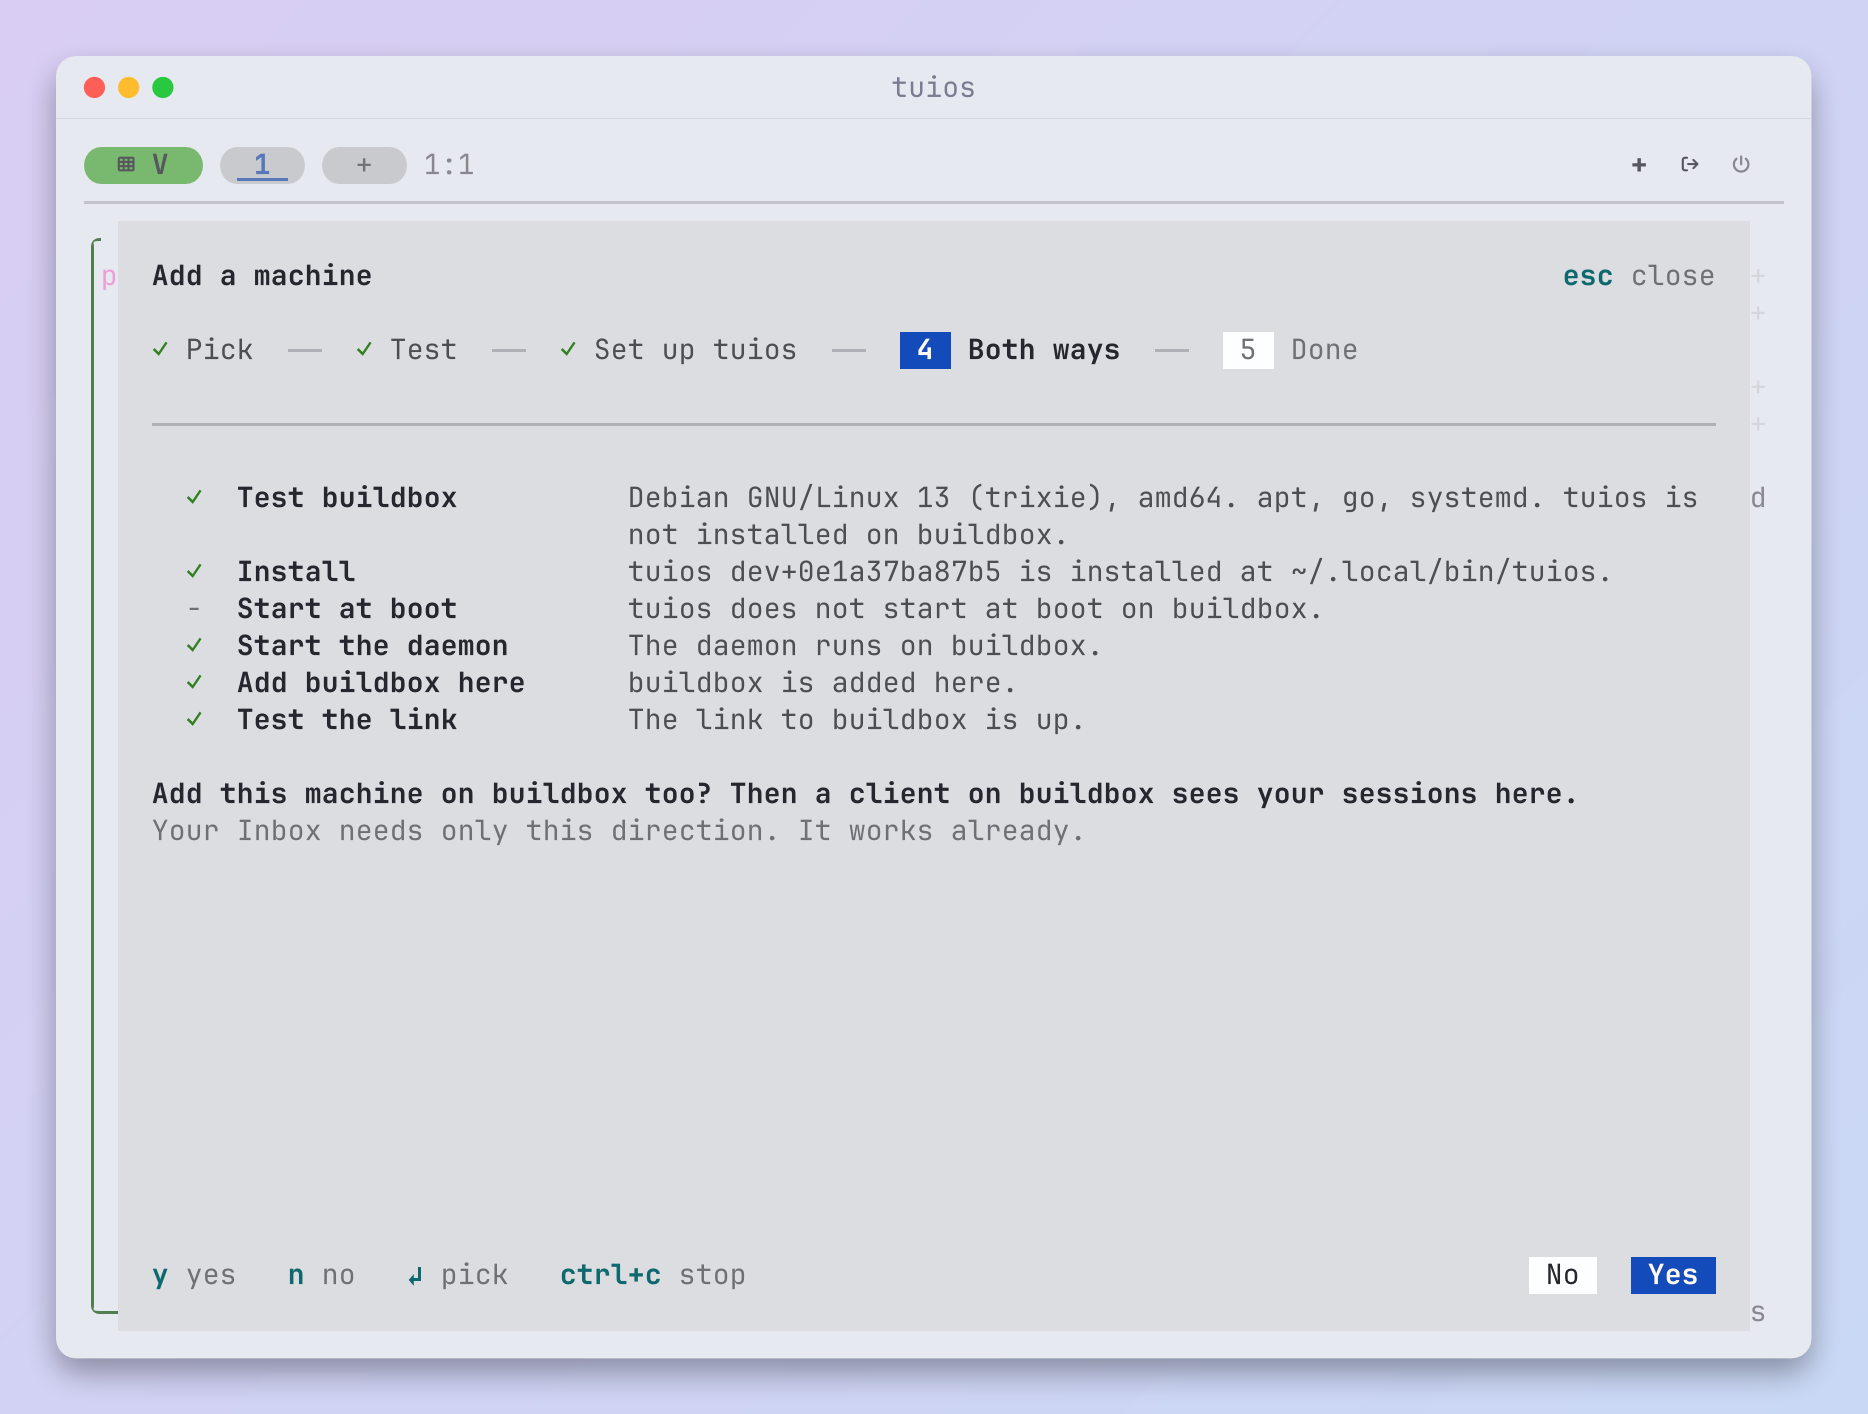 tuios
V 1 + 1:1 +
p
Add a machine esc close +
+
✓ Pick — ✓ Test — ✓ Set up tuios — 4 Both ways — 5 Done
+
+
✓ Test buildbox Debian GNU/Linux 13 (trixie), amd64. apt, go, systemd. tuios is d
not installed on buildbox.
✓ Install tuios dev+0e1a37ba87b5 is installed at ~/.local/bin/tuios.
- Start at boot tuios does not start at boot on buildbox.
✓ Start the daemon The daemon runs on buildbox.
✓ Add buildbox here buildbox is added here.
✓ Test the link The link to buildbox is up.
Add this machine on buildbox too? Then a client on buildbox sees your sessions here.
Your Inbox needs only this direction. It works already.
y yes n no ↲ pick ctrl+c stop No Yes
s